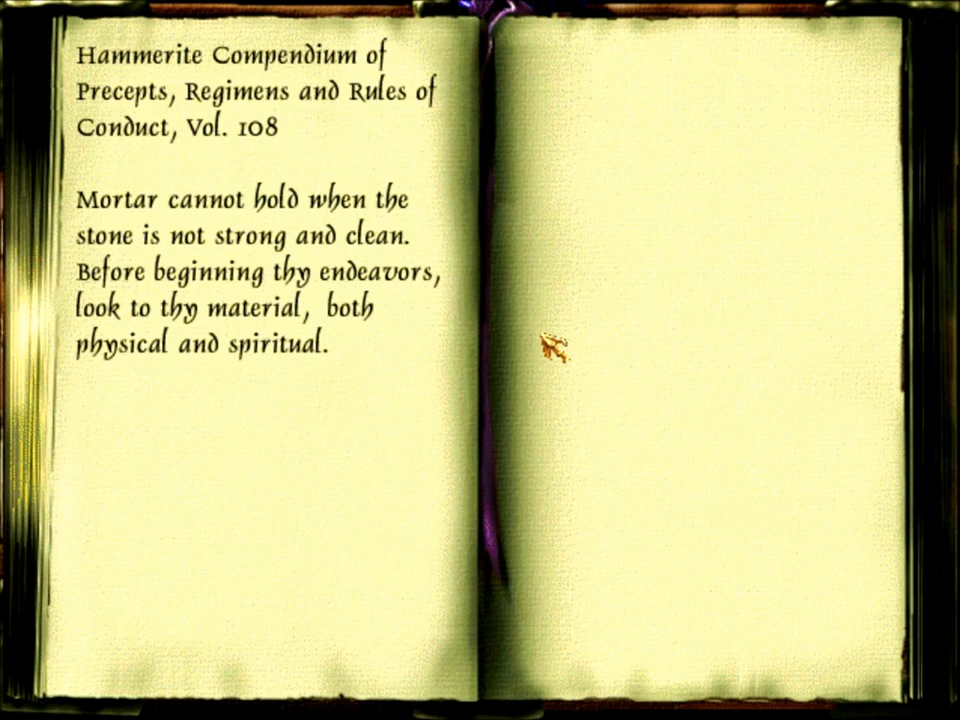 Hammerite Compendium of
Precepts, Regimens and Rules of
Conduct, Vol. 108
Mortar cannot hold when the
stone is not strong and clean.
Before beginning thy endeavors,
look to thy material, both
physical and spiritual.